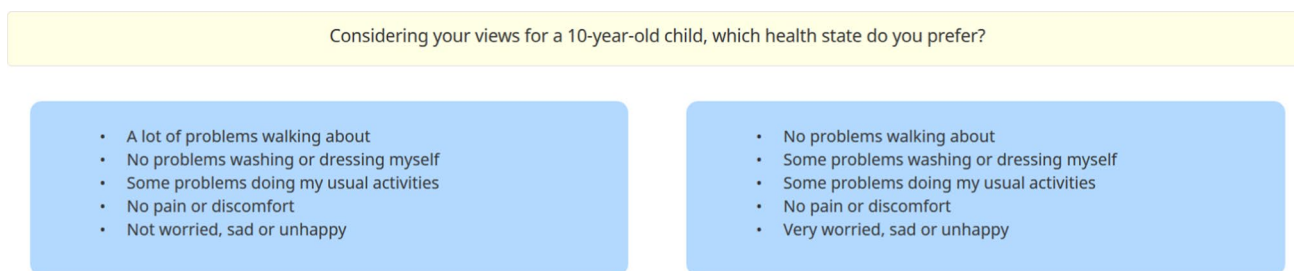 Considering your views for a 10-year-old child, which health state do you prefer?
• A lot of problems walking about
• No problems washing or dressing myself
• Some problems doing my usual activities
• No pain or discomfort
• Not worried, sad or unhappy
• No problems walking about
• Some problems washing or dressing myself
• Some problems doing my usual activities
• No pain or discomfort
• Very worried, sad or unhappy